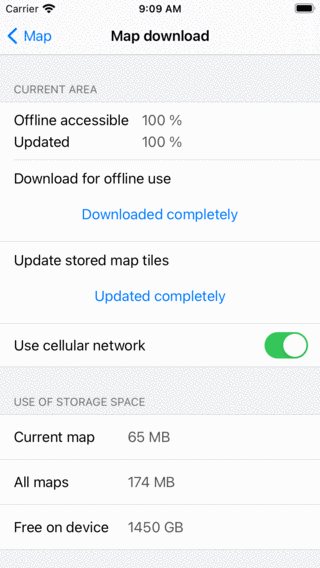 Carrier 9:09 AM
Map Map download
CURRENT AREA
Offline accessible 100 %
Updated 100 %
Download for offline use
Downloaded completely
Update stored map tiles
Updated completely
Use cellular network
USE OF STORAGE SPACE
Current map 65 MB
All maps 174 MB
Free on device 1450 GB